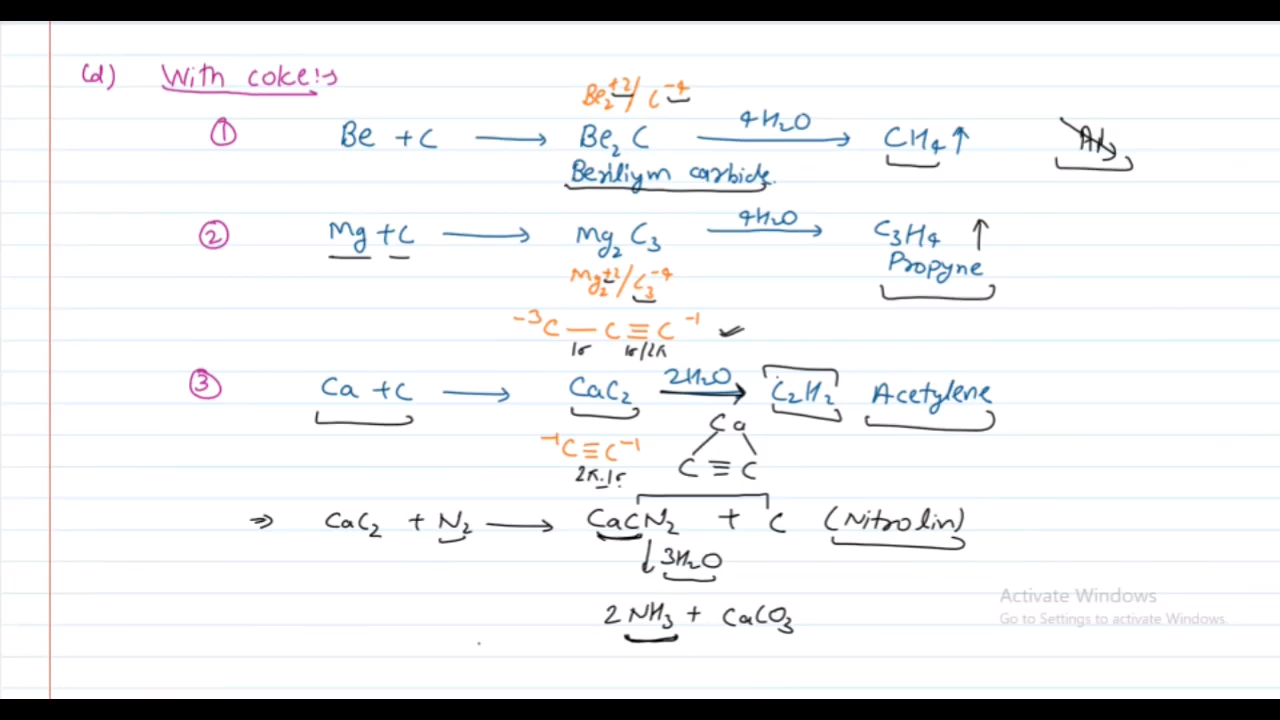 (d) With coke:→
Be₂⁺²/ C⁻⁴
① Be + C ⟶ Be₂C —4H₂O→ CH₄↑
Beriliym carbide.
② Mg + C ⟶ Mg₂C₃ —4H₂O→ C₃H₄ ↑
Propyne
Mg₂⁺²/C₃⁻⁴
⁻³C — C ≡ C⁻¹ ✓
1σ 1σ/2π
③ Ca + C ⟶ CaC₂ —2H₂O→ C₂H₂ Acetylene
Ca
⁻¹C≡C⁻¹
C ≡ C
2π.1σ
⇒ CaC₂ + N₂ ⟶ CaCN₂ + C (Nitrolin)
↓3H₂O
2NH₃ + CaCO₃
Activate Windows
Go to Settings to activate Windows.